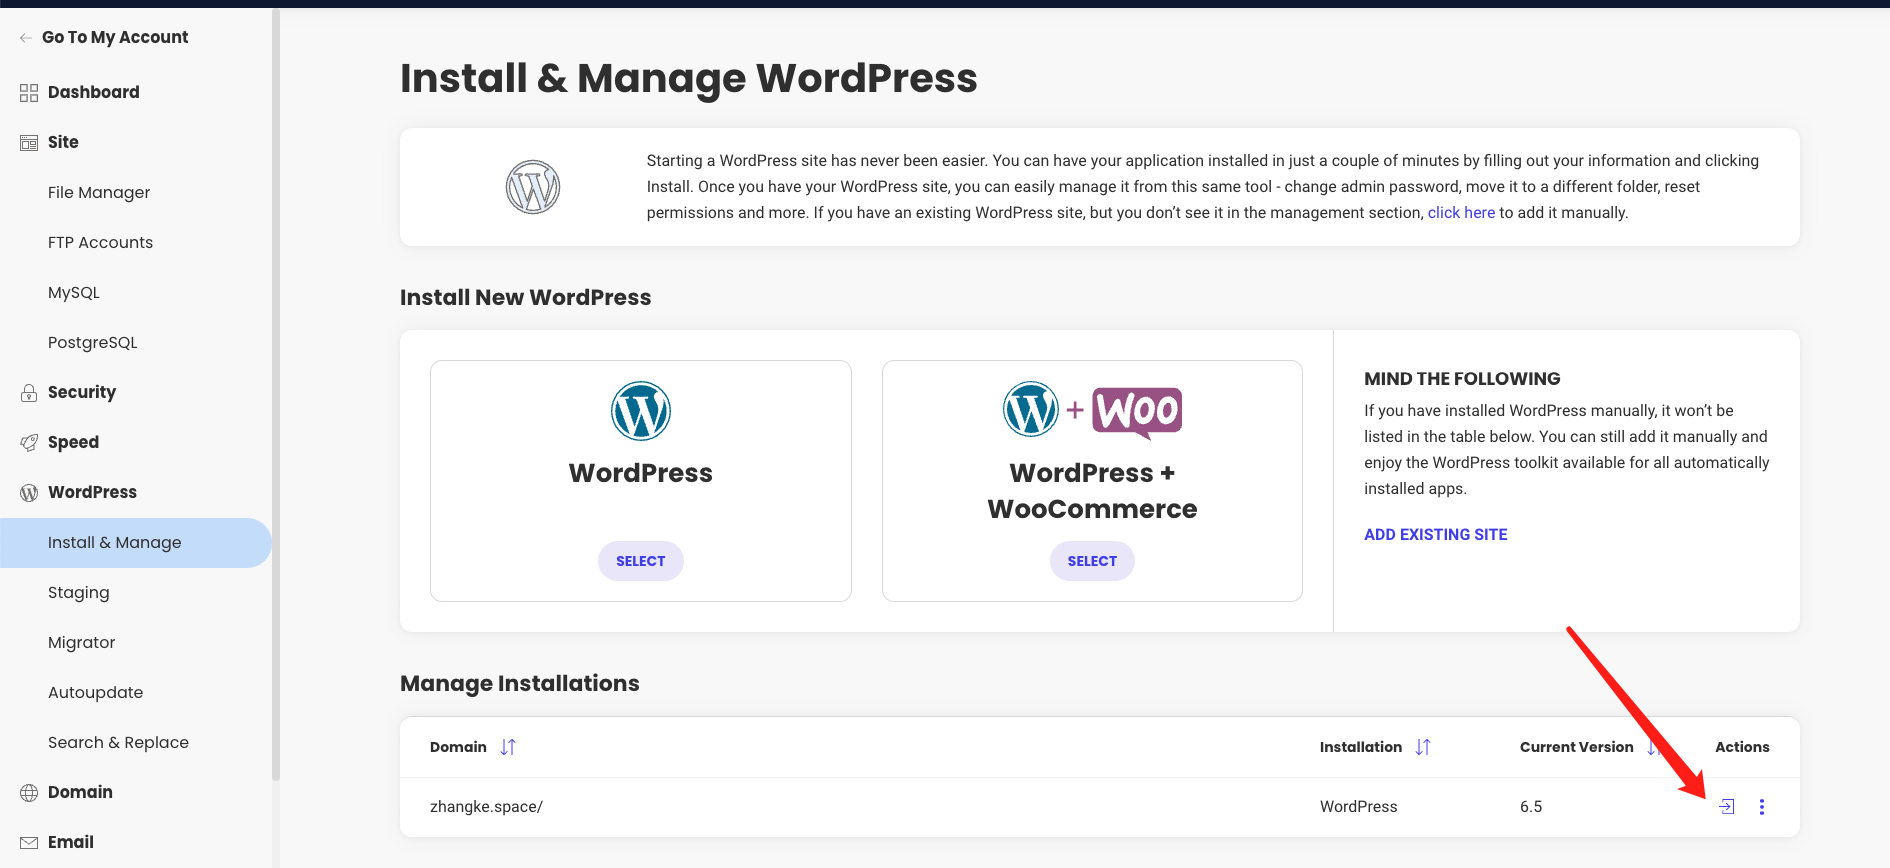 Go To My Account
Dashboard
Site
File Manager
FTP Accounts
MySQL
PostgreSQL
Security
Speed
WordPress
Install & Manage
Staging
Migrator
Autoupdate
Search & Replace
Domain
Email
Install & Manage WordPress
Starting a WordPress site has never been easier. You can have your application installed in just a couple of minutes by filling out your information and clicking
Install. Once you have your WordPress site, you can easily manage it from this same tool - change admin password, move it to a different folder, reset
permissions and more. If you have an existing WordPress site, but you don’t see it in the management section, click here to add it manually.
Install New WordPress
WordPress
SELECT
+ WOO
WordPress +
WooCommerce
SELECT
MIND THE FOLLOWING
If you have installed WordPress manually, it won’t be
listed in the table below. You can still add it manually and
enjoy the WordPress toolkit available for all automatically
installed apps.
ADD EXISTING SITE
Manage Installations
Domain Installation Current Version Actions
zhangke.space/ WordPress 6.5